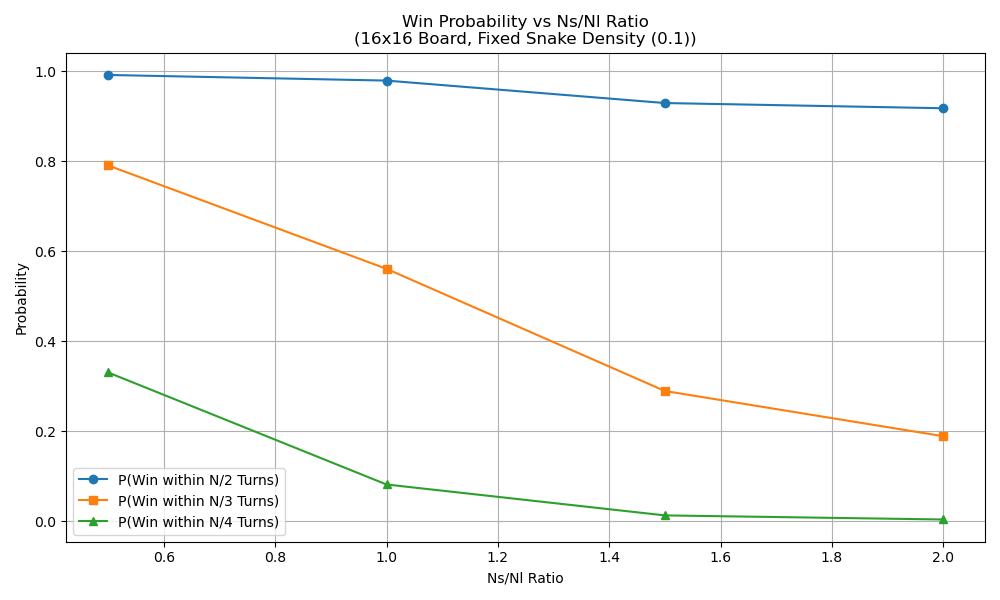 Win Probability vs Ns/Nl Ratio
(16x16 Board, Fixed Snake Density (0.1))
Probability
1.0
0.8
0.6
0.4
0.2
0.0
P(Win within N/2 Turns)
P(Win within N/3 Turns)
P(Win within N/4 Turns)
0.6 0.8 1.0 1.2 1.4 1.6 1.8 2.0
Ns/Nl Ratio